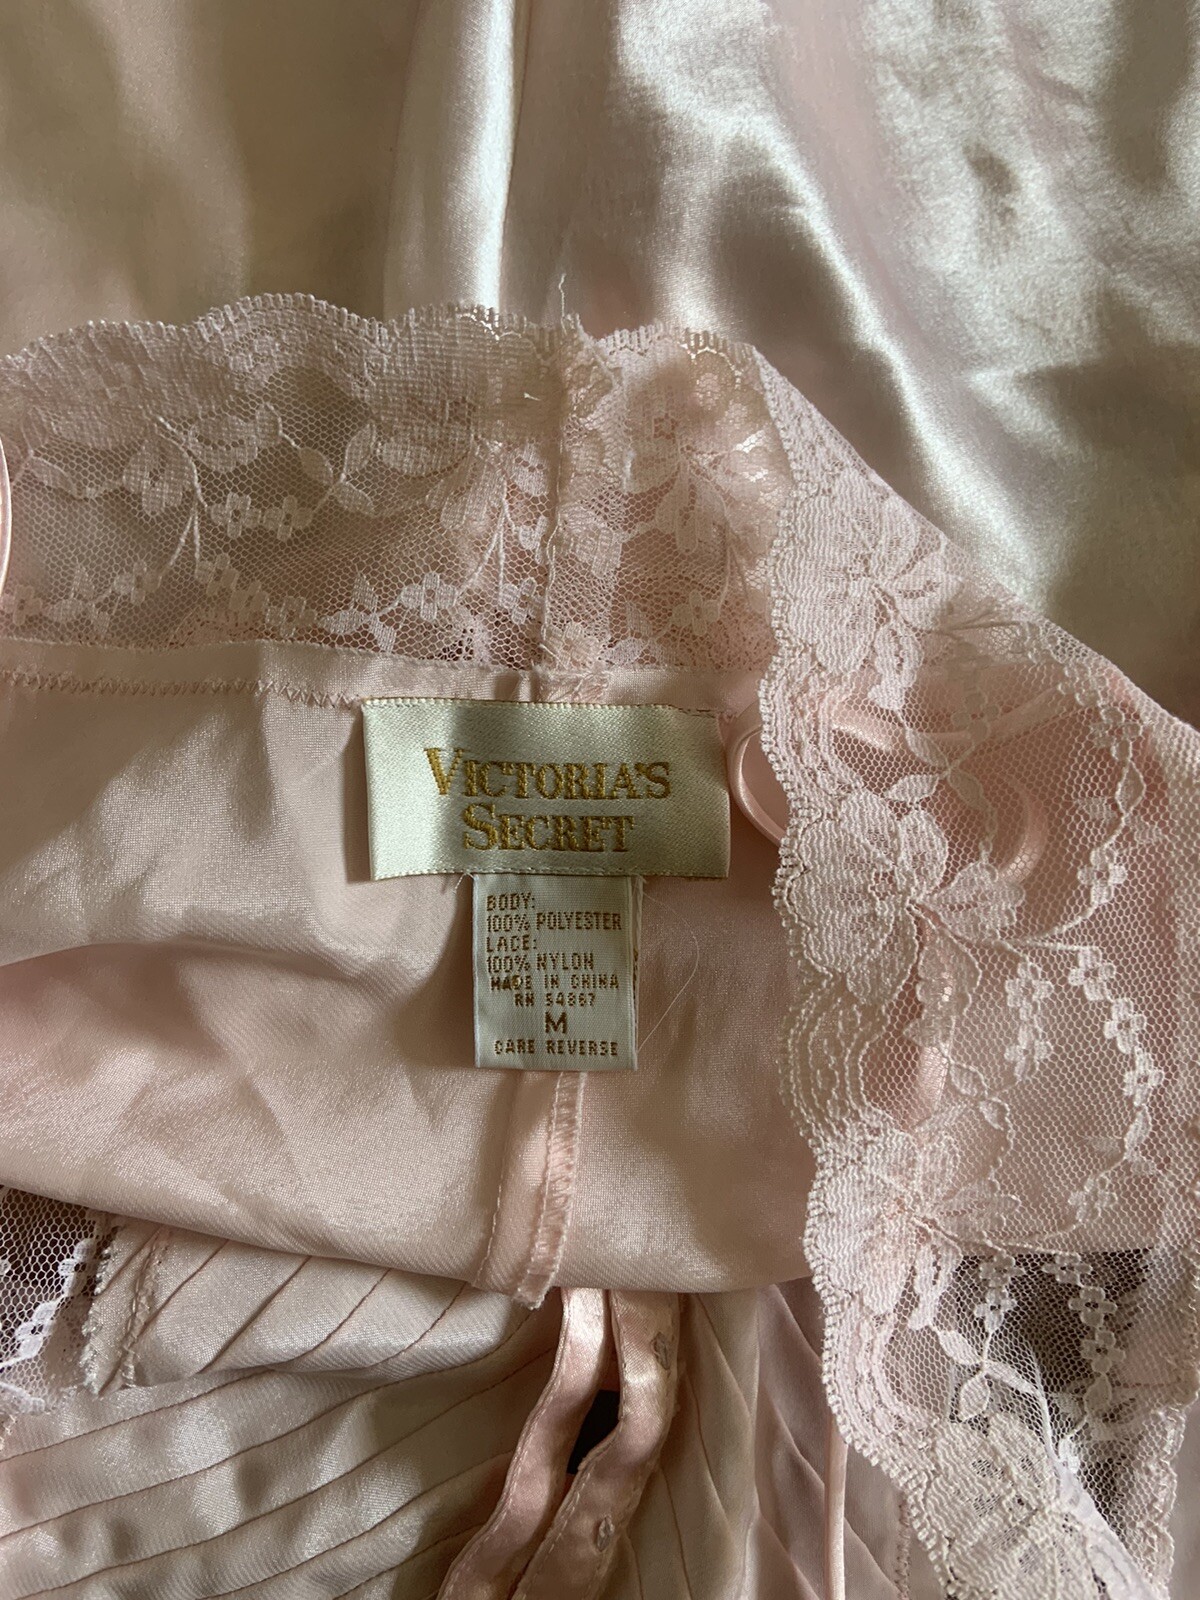 VICTORIA'S
SECRET
BODY:
100% POLYESTER
LACE:
100% NYLON
MADE IN CHINA
RN 54867
M
CARE REVERSE